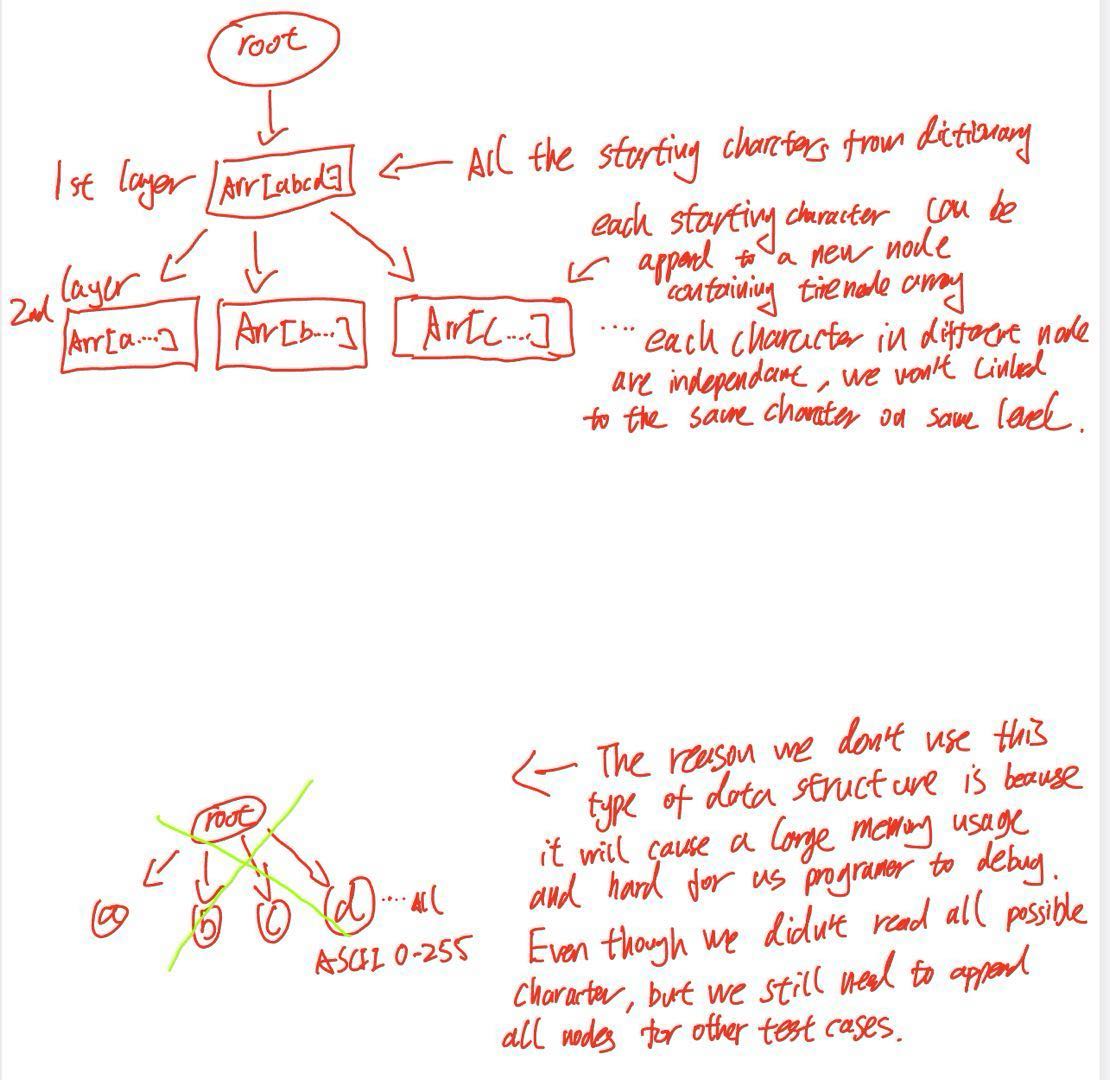 root
1st layer
Arr[abcd..]
All the starting charcters from dictionary
each starting character can be
append to a new node
containing tirenode array
2nd layer
Arr[a....]
Arr[b....]
Arr[c....]
.... each character in different node
are independant, we won't linked
to the same charcter on same level.
The reason we don't use this
type of data structure is beause
it will cause a large memory usage
and hard for us programer to debug.
Even though we didn't read all possible
character, but we still need to append
all nodes for other test cases.
root
a
b
c
d
.... All
ASCII 0-255